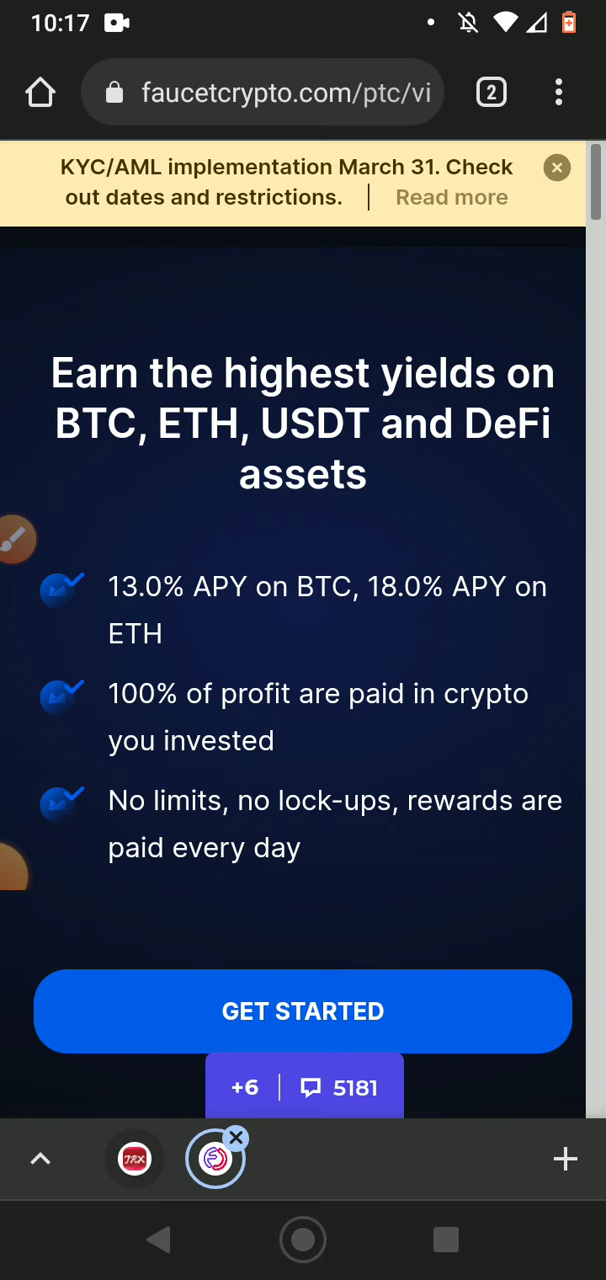 10:17
faucetcrypto.com/ptc/vi
2
KYC/AML implementation March 31. Check
out dates and restrictions. | Read more
Earn the highest yields on
BTC, ETH, USDT and DeFi
assets
13.0% APY on BTC, 18.0% APY on
ETH
100% of profit are paid in crypto
you invested
No limits, no lock-ups, rewards are
paid every day
GET STARTED
+6 | 5181
TRX